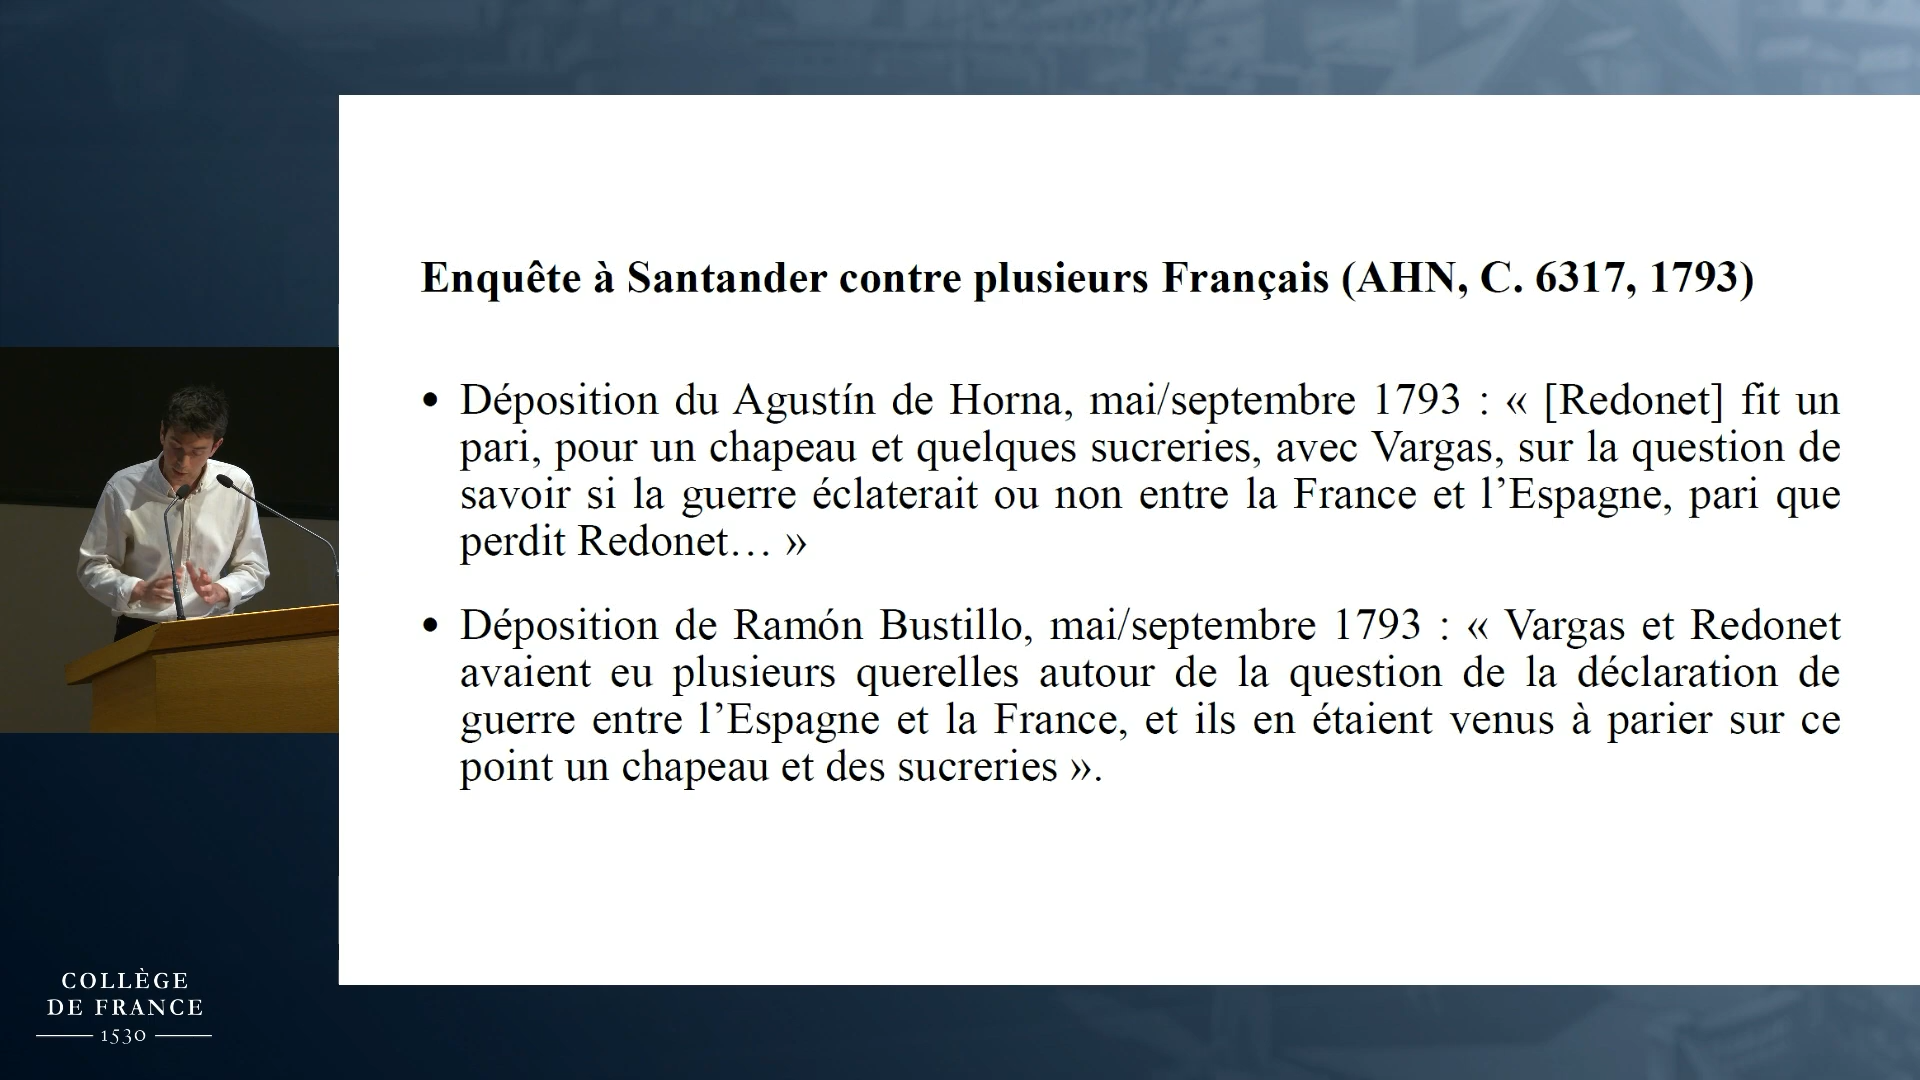 Enquête à Santander contre plusieurs Français (AHN, C. 6317, 1793)
• Déposition du Agustín de Horna, mai/septembre 1793 : « [Redonet] fit un
pari, pour un chapeau et quelques sucreries, avec Vargas, sur la question de
savoir si la guerre éclaterait ou non entre la France et l’Espagne, pari que
perdit Redonet… »
• Déposition de Ramón Bustillo, mai/septembre 1793 : « Vargas et Redonet
avaient eu plusieurs querelles autour de la question de la déclaration de
guerre entre l’Espagne et la France, et ils en étaient venus à parier sur ce
point un chapeau et des sucreries ».
COLLÈGE
DE FRANCE
1530